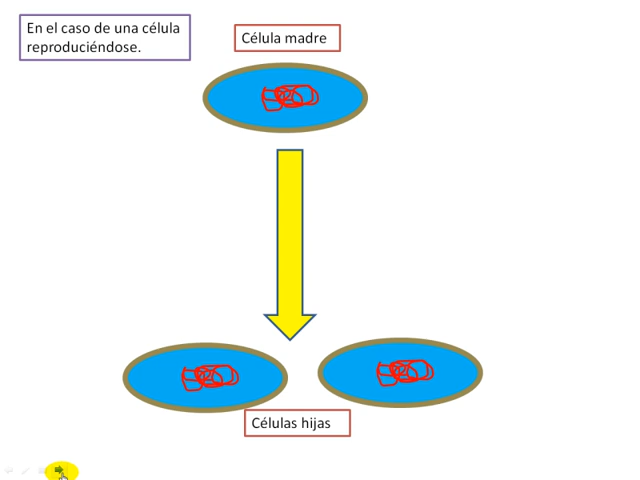 En el caso de una célula
reproduciéndose.
Célula madre
Células hijas